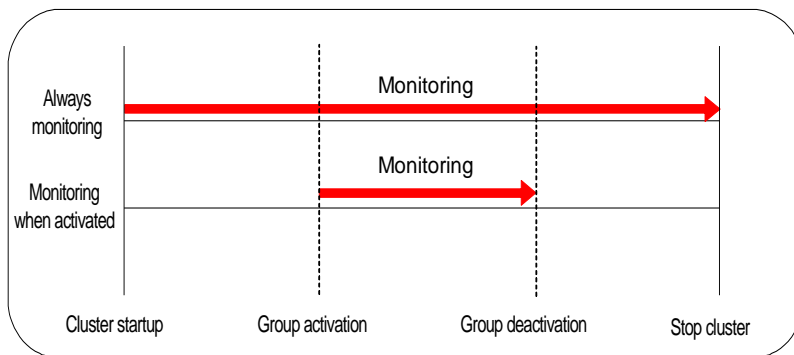 Monitoring
Always
monitoring
Monitoring
Monitoring
when activated
Cluster startup
Group activation
Group deactivation
Stop cluster